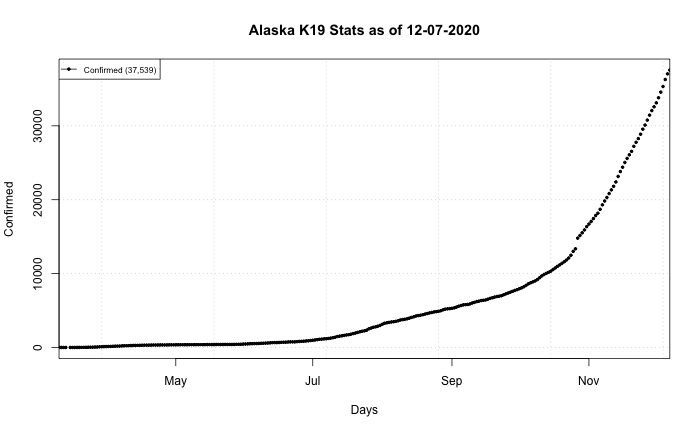 Alaska K19 Stats as of 12-07-2020
Confirmed (37,539)
Confirmed
30000
20000
10000
0
May Jul Sep Nov
Days